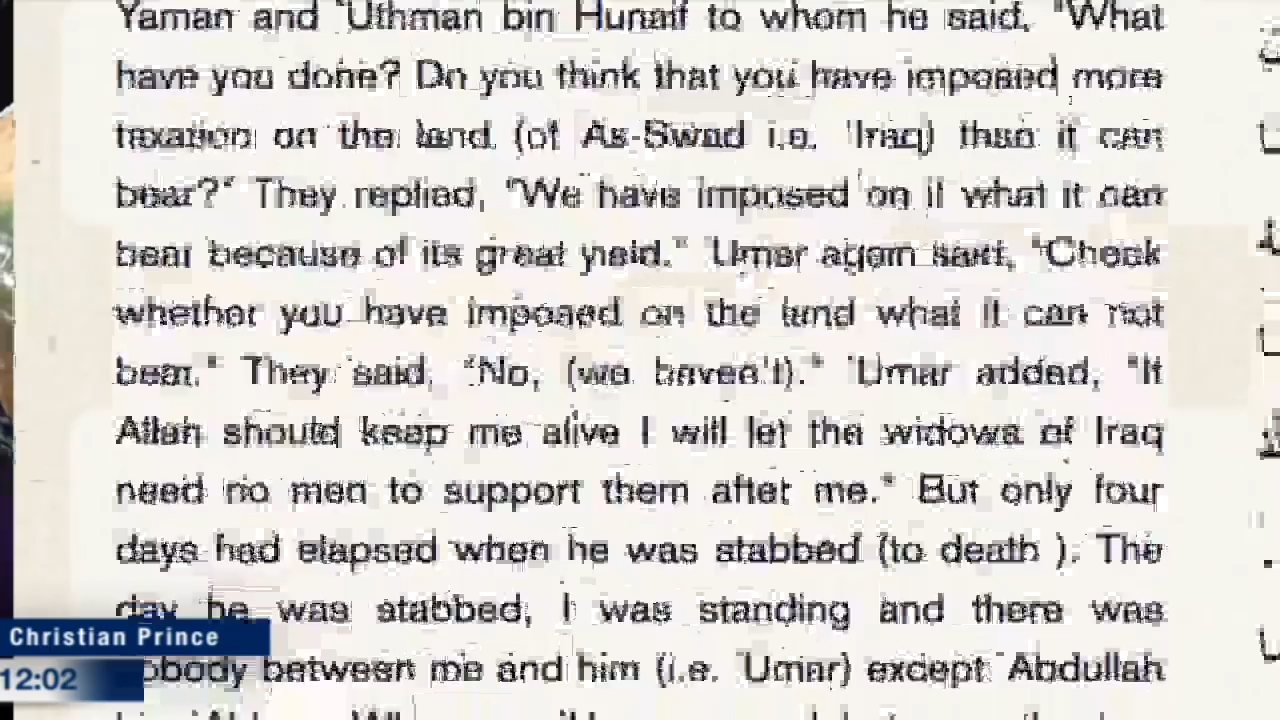 Yaman and 'Uthman bin Hunaif to whom he said, "What
have you done? Do you think that you have imposed more
taxation on the land (of As-Swad i.e. 'Iraq) than it can
bear?" They replied, "We have imposed on it what it can
bear because of its great yield." 'Umar again said, "Check
whether you have imposed on the land what it can not
bear." They said, "No, (we haven't)." 'Umar added, "If
Allah should keep me alive I will let the widows of Iraq
need no men to support them after me." But only four
days had elapsed when he was stabbed (to death ). The
day he was stabbed, I was standing and there was
nobody between me and him (i.e. 'Umar) except 'Abdullah
Christian Prince
12:02